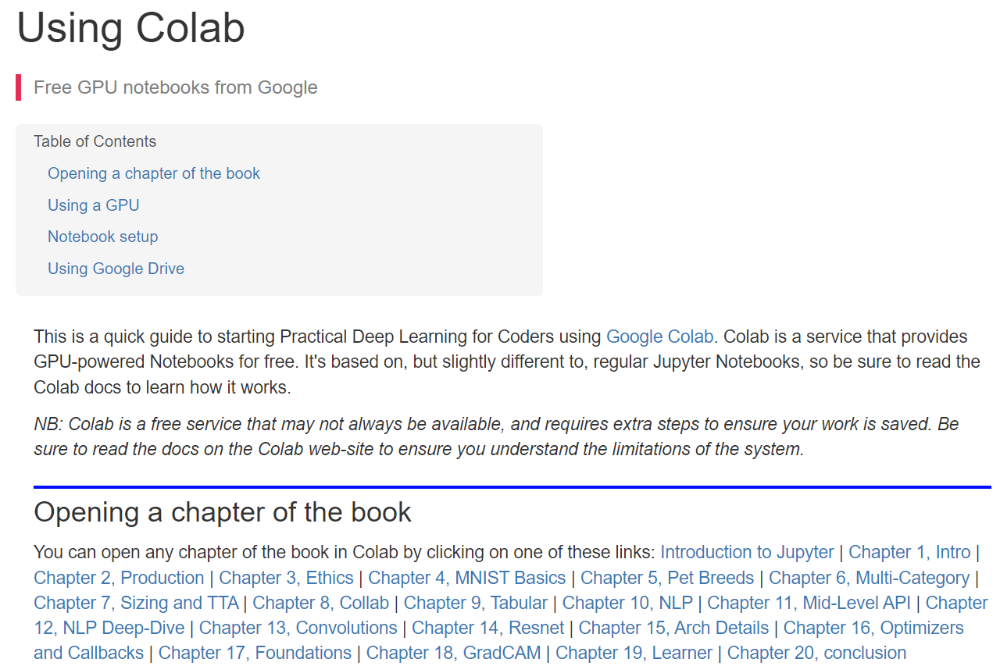 Using Colab
Free GPU notebooks from Google
Table of Contents
Opening a chapter of the book
Using a GPU
Notebook setup
Using Google Drive
This is a quick guide to starting Practical Deep Learning for Coders using Google Colab. Colab is a service that provides
GPU-powered Notebooks for free. It's based on, but slightly different to, regular Jupyter Notebooks, so be sure to read the
Colab docs to learn how it works.
NB: Colab is a free service that may not always be available, and requires extra steps to ensure your work is saved. Be
sure to read the docs on the Colab web-site to ensure you understand the limitations of the system.
Opening a chapter of the book
You can open any chapter of the book in Colab by clicking on one of these links: Introduction to Jupyter | Chapter 1, Intro |
Chapter 2, Production | Chapter 3, Ethics | Chapter 4, MNIST Basics | Chapter 5, Pet Breeds | Chapter 6, Multi-Category |
Chapter 7, Sizing and TTA | Chapter 8, Collab | Chapter 9, Tabular | Chapter 10, NLP | Chapter 11, Mid-Level API | Chapter
12, NLP Deep-Dive | Chapter 13, Convolutions | Chapter 14, Resnet | Chapter 15, Arch Details | Chapter 16, Optimizers
and Callbacks | Chapter 17, Foundations | Chapter 18, GradCAM | Chapter 19, Learner | Chapter 20, conclusion